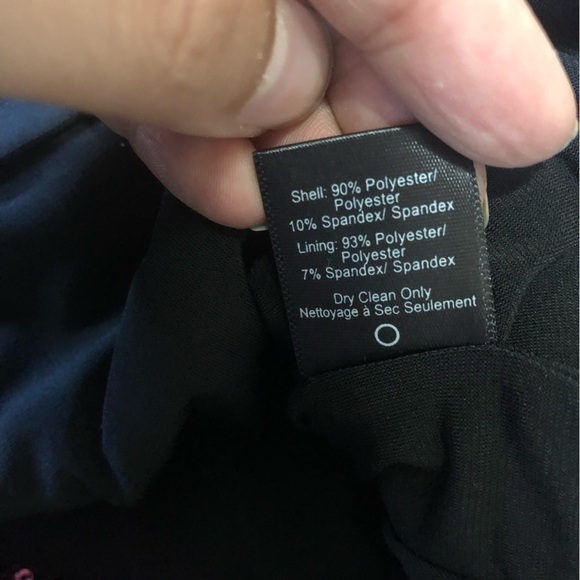 Shell: 90% Polyester/
Polyester
10% Spandex/ Spandex
Lining: 93% Polyester/
Polyester
7% Spandex/ Spandex
Dry Clean Only
Nettoyage à Sec Seulement